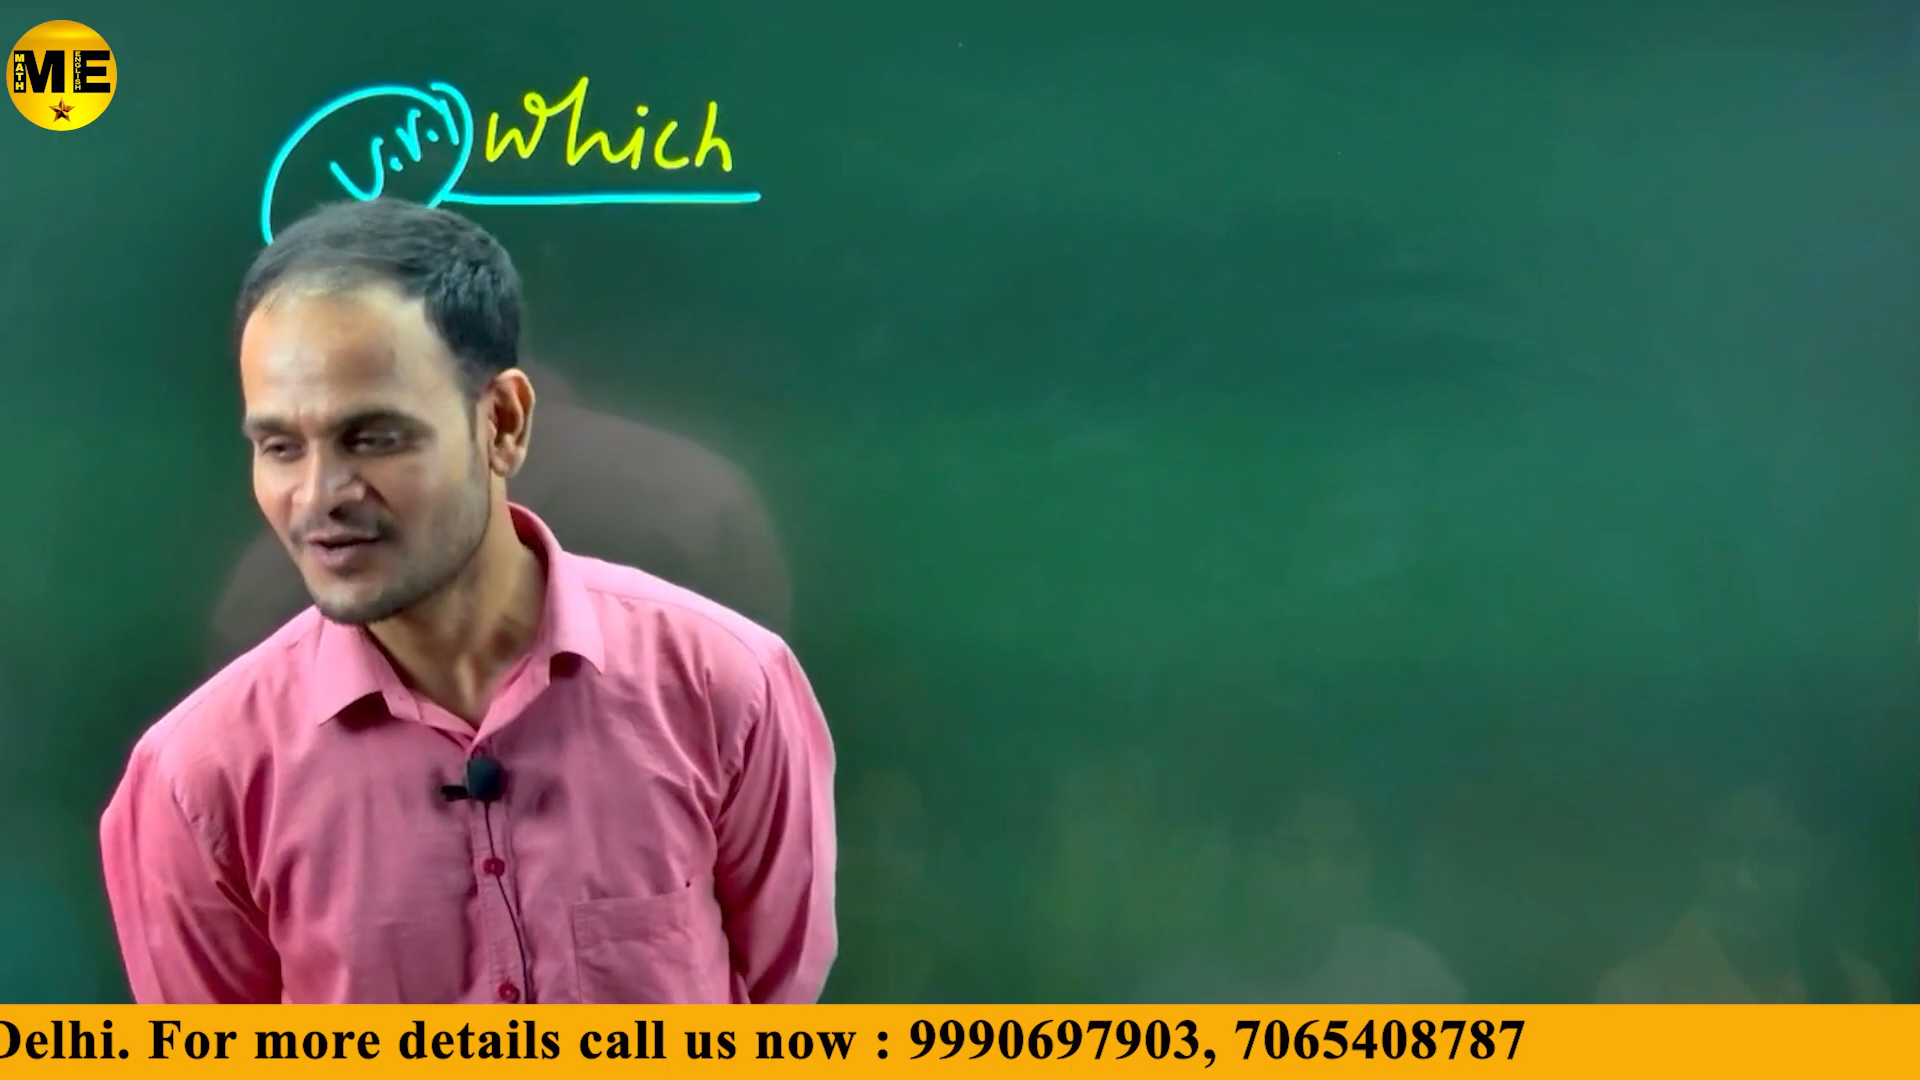 MATH ME ENGLISH
v.v.I which
Delhi. For more details call us now : 9990697903, 7065408787